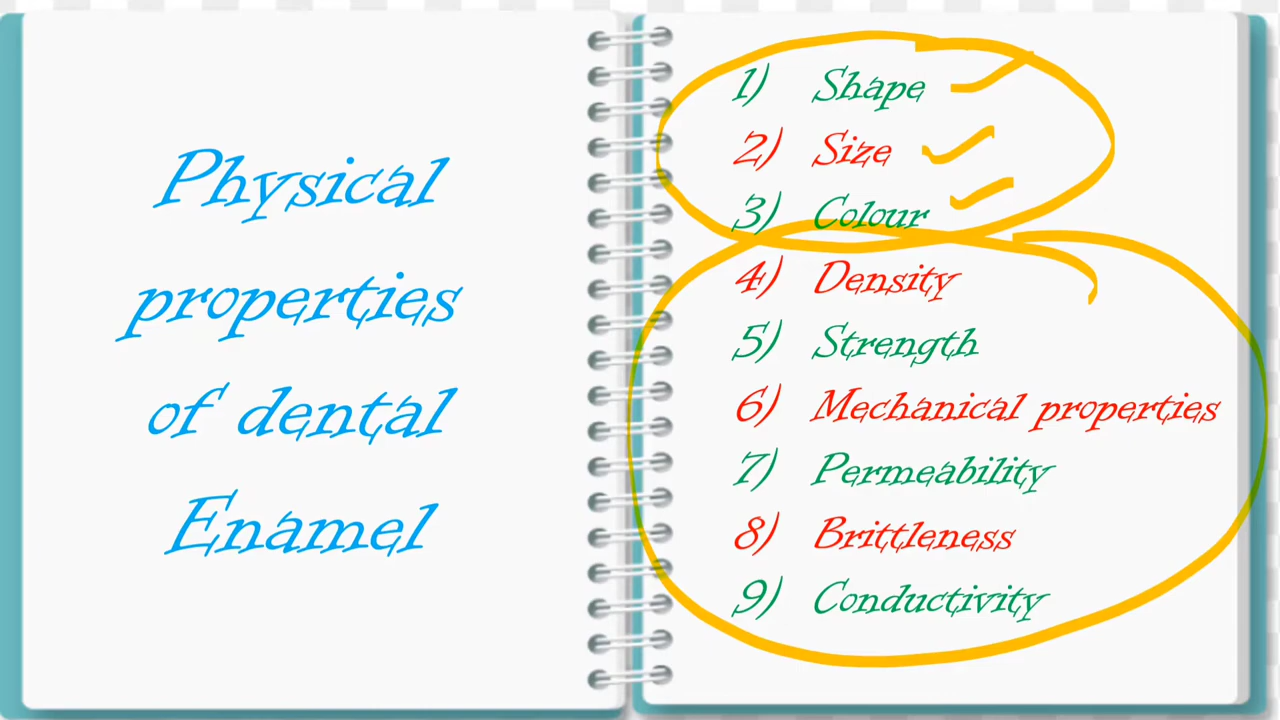 Physical
properties
of dental
Enamel
1) Shape
2) Size
3) Colour
4) Density
5) Strength
6) Mechanical properties
7) Permeability
8) Brittleness
9) Conductivity